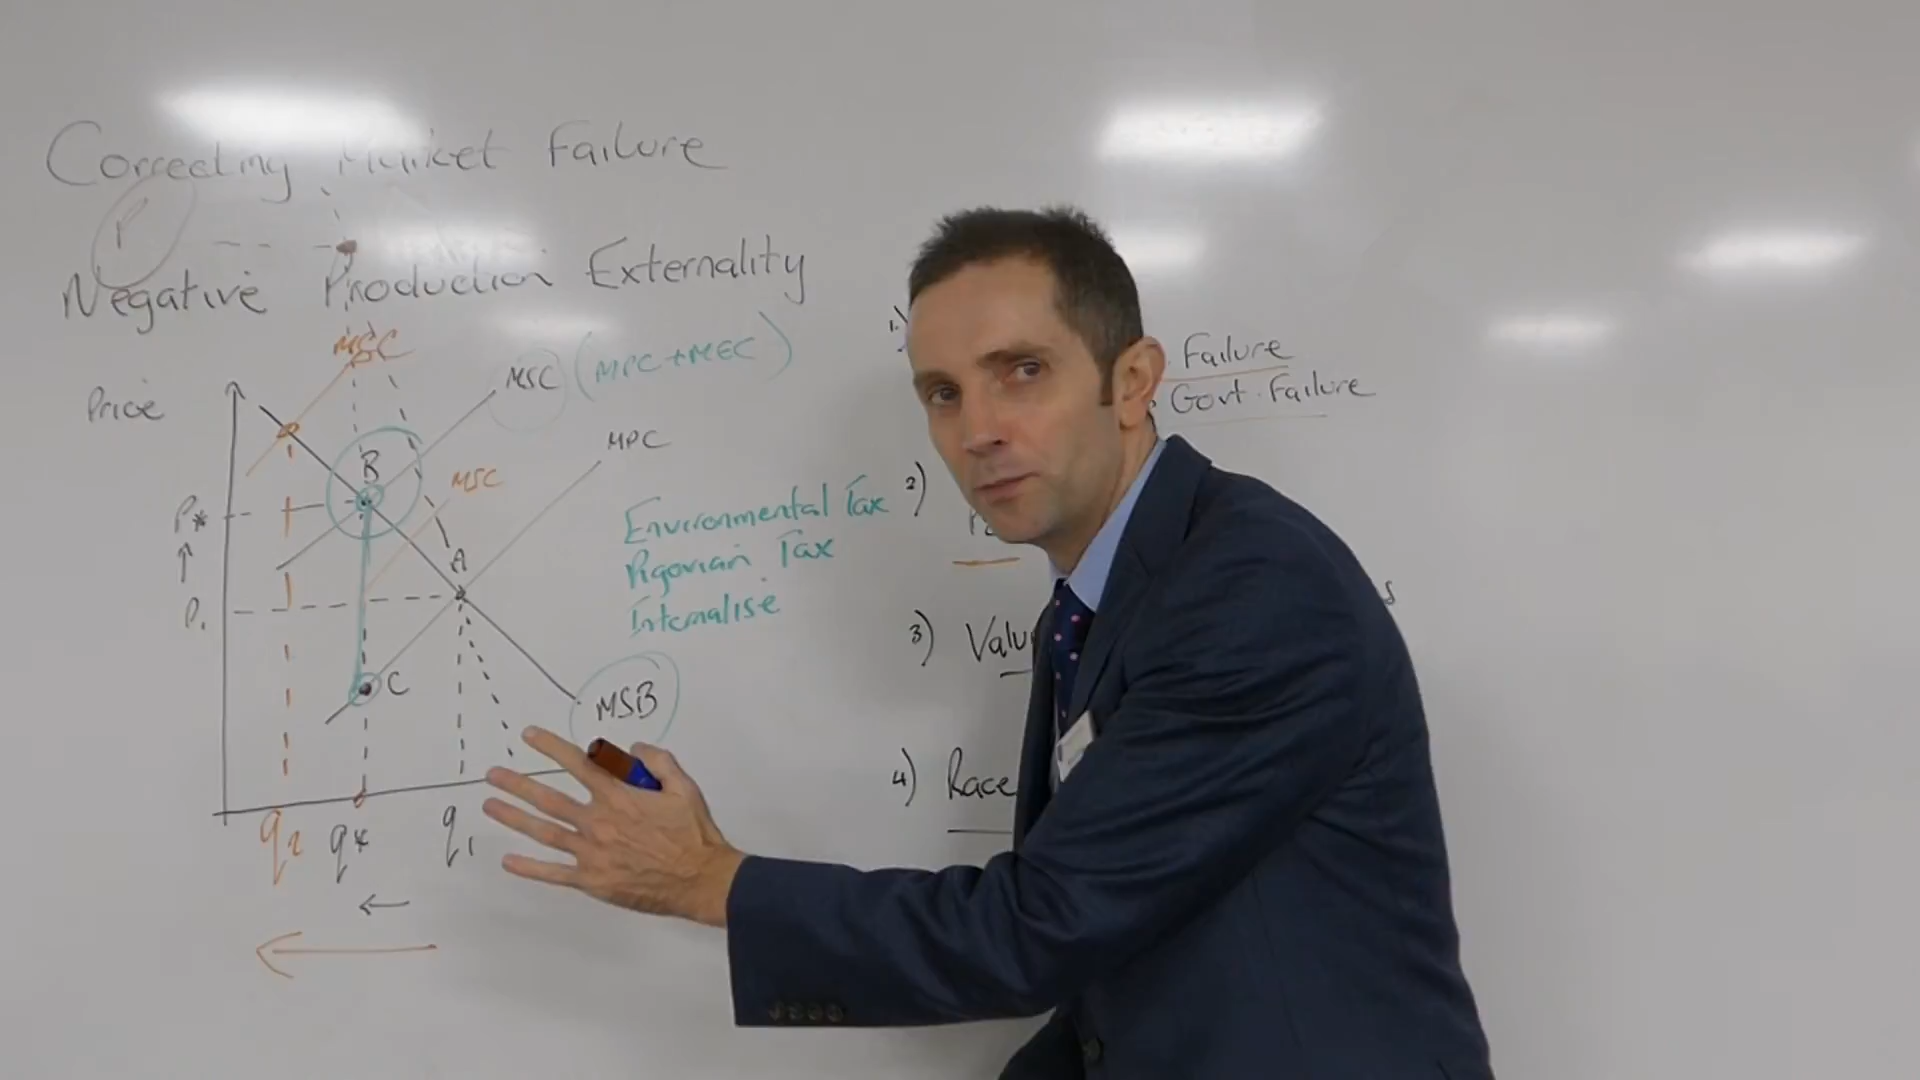 Correcting Market Failure
P
Negative Production Externality
MSC
MSC (MPC + MEC)
Price
MPC
B
MSC
P*
A
P1
C
MSB
q2 q* q1
Environmental Tax
Pigovian Tax
Internalise
1)
Failure
Govt. Failure
2)
3)
4) Race